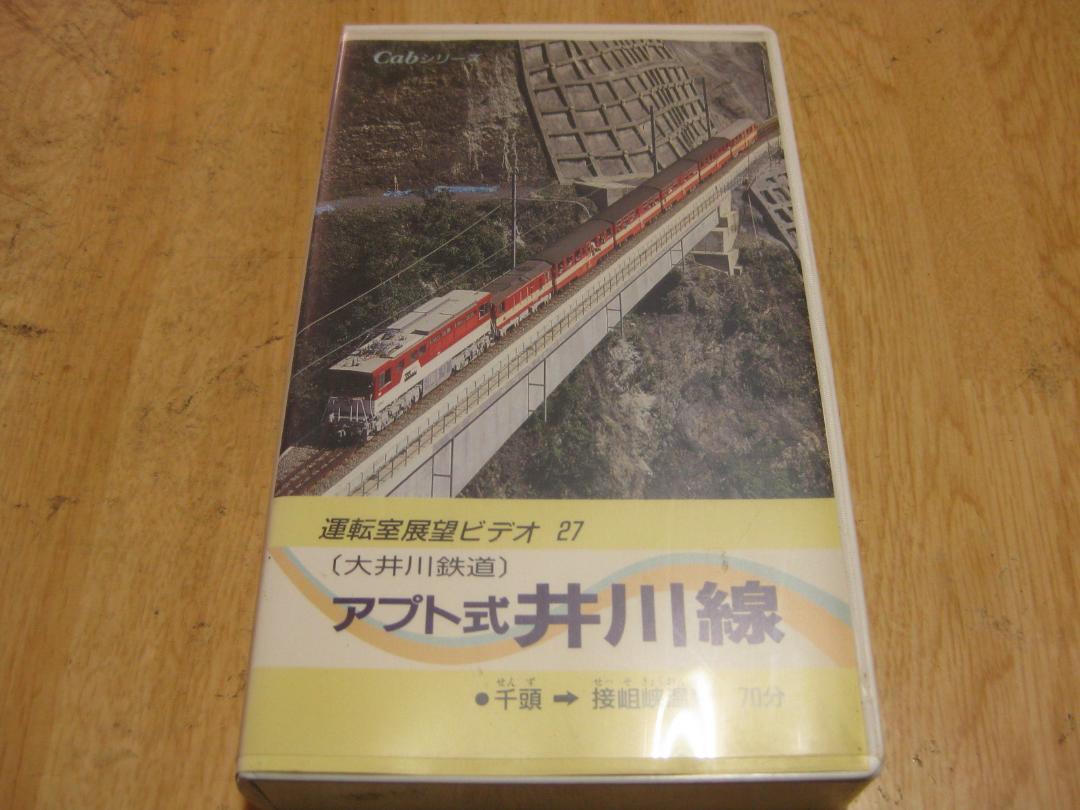 Cabシリーズ
運転室展望ビデオ 27
〔大井川鉄道〕
アプト式井川線
せんず
●千頭 ➡ 接岨峡温 70分